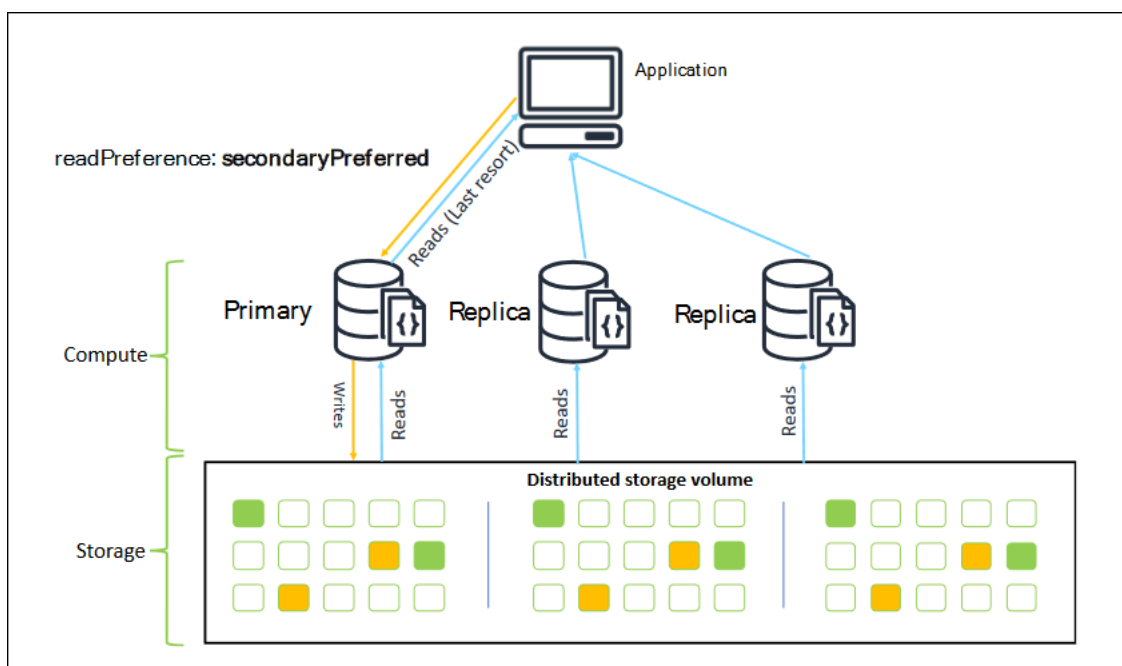 Application
readPreference: secondaryPreferred
Reads (Last resort)
Primary
Replica
Replica
Compute
Writes
Reads
Reads
Reads
Distributed storage volume
Storage